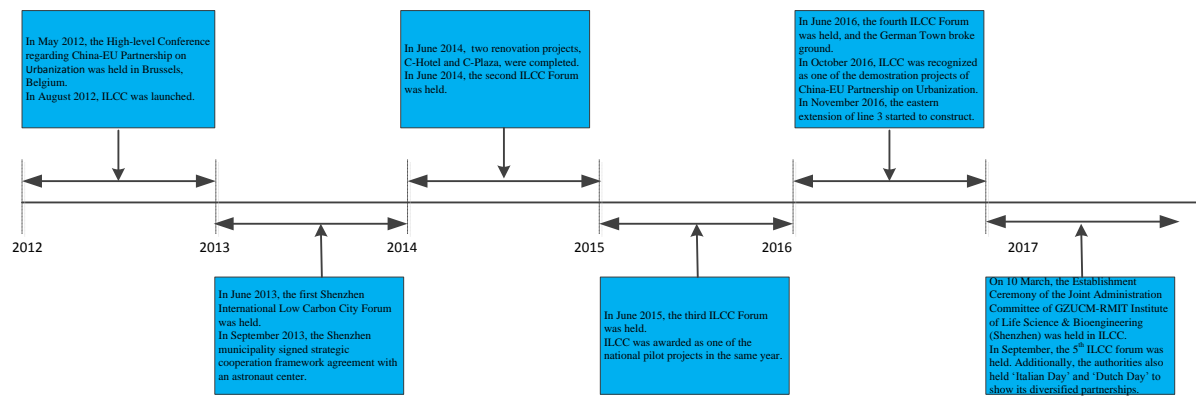 In May 2012, the High-level Conference
regarding China-EU Partnership on
Urbanization was held in Brussels,
Belgium.
In August 2012, ILCC was launched.
In June 2014, two renovation projects,
C-Hotel and C-Plaza, were completed.
In June 2014, the second ILCC Forum
was held.
In June 2016, the fourth ILCC Forum
was held, and the German Town broke
ground.
In October 2016, ILCC was recognized
as one of the demostration projects of
China-EU Partnership on Urbanization.
In November 2016, the eastern
extension of line 3 started to construct.
2012
2013
2014
2015
2016
2017
In June 2013, the first Shenzhen
International Low Carbon City Forum
was held.
In September 2013, the Shenzhen
municipality signed strategic
cooperation framework agreement with
an astronaut center.
In June 2015, the third ILCC Forum
was held.
ILCC was awarded as one of the
national pilot projects in the same year.
On 10 March, the Establishment
Ceremony of the Joint Administration
Committee of GZUCM-RMIT Institute
of Life Science & Bioengineering
(Shenzhen) was held in ILCC.
In September, the 5th ILCC forum was
held. Additionally, the authorities also
held ‘Italian Day’ and ‘Dutch Day’ to
show its diversified partnerships.